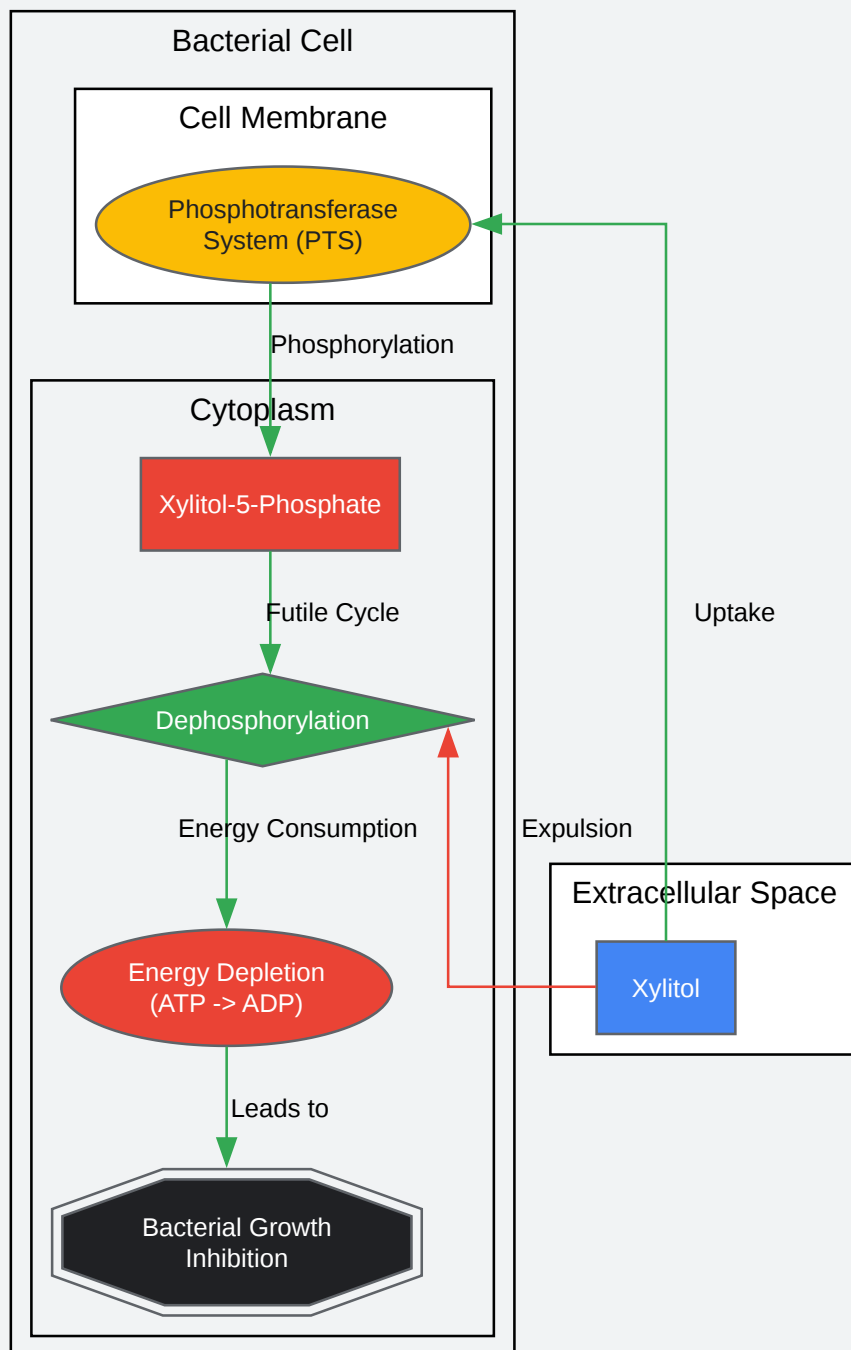 Bacterial Cell
Cell Membrane
Phosphotransferase
System (PTS)
Phosphorylation
Cytoplasm
Xylitol-5-Phosphate
Futile Cycle
Uptake
Dephosphorylation
Energy Consumption
Expulsion
Extracellular Space
Xylitol
Energy Depletion
(ATP -> ADP)
Leads to
Bacterial Growth
Inhibition